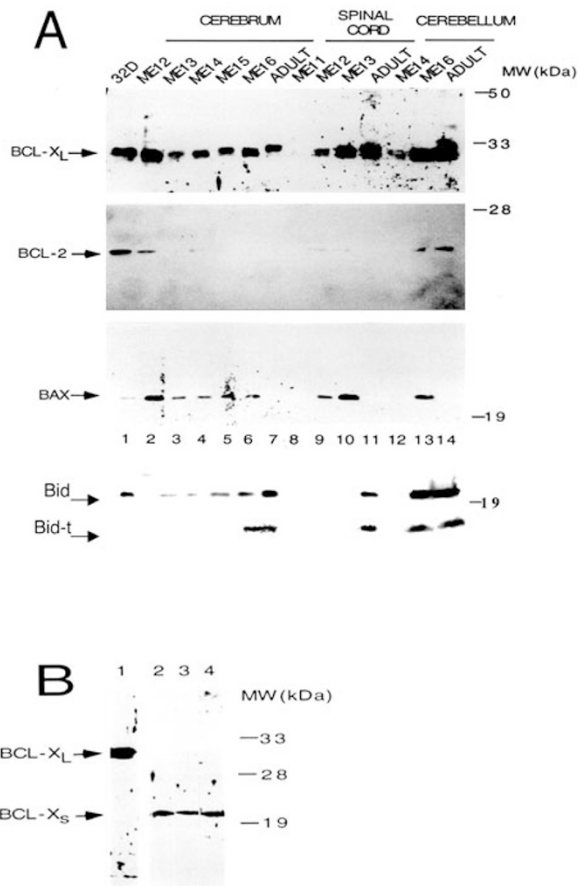 A
CEREBRUM SPINAL CORD CEREBELLUM
32D ME12 ME13 ME14 ME15 ME16 ADULT ME11 ME12 ME13 ADULT ME14 ME16 ADULT MW (kDa)
50
BCL-XL 33
28
BCL-2
BAX
19
1 2 3 4 5 6 7 8 9 10 11 12 13 14
Bid 19
Bid-t
B
1 2 3 4
MW (kDa)
33
BCL-XL
28
BCL-XS
19